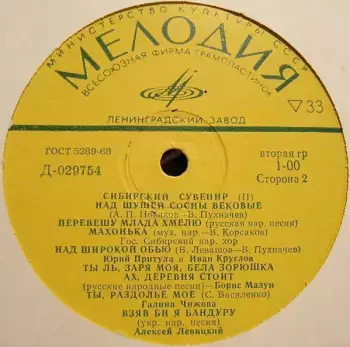 МИНИСТЕРСТВО КУЛЬТУРЫ СССР
МЕЛОДИЯ
ВСЕСОЮЗНАЯ ФИРМА ГРАМПЛАСТИНОК
33
ЛЕНИНГРАДСКИЙ ЗАВОД
ГОСТ 5289-68
Д-029754
вторая гр
1-00
Сторона 2
СИБИРСКИЙ СУВЕНИР (II)
НАД ШУШЕЙ СОСНЫ ВЕКОВЫЕ
(А. П. Новиков—В. Пухначев)
ПЕРЕВЕШУ МЛАДА ХМЕЛЮ (русская нар. песня)
МАХОНЬКА (муз. нар.—В. Корсаков)
Гос. Сибирский нар. хор
НАД ШИРОКОЙ ОБЬЮ (В. Левашов—В. Пухначев)
Юрий Притула и Иван Круглов
ТЫ ЛЬ, ЗАРЯ МОЯ, БЕЛА ЗОРЮШКА
АХ, ДЕРЕВНЯ СТОИТ
(русские народные песни)—Борис Мазун
ТЫ, РАЗДОЛЬЕ МОЕ (С. Василенко)
Галина Чижова
ВЗЯВ БИ Я БАНДУРУ
(укр. нар. песня)
Алексей Левицкий